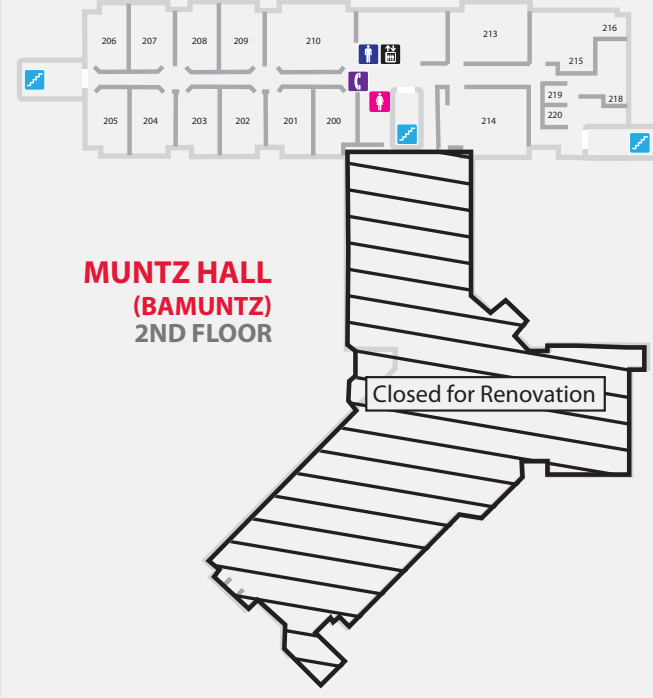 216
206 207 208 209 210 213
215
219 218
220
205 204 203 202 201 200 214
MUNTZ HALL
(BAMUNTZ)
2ND FLOOR
Closed for Renovation